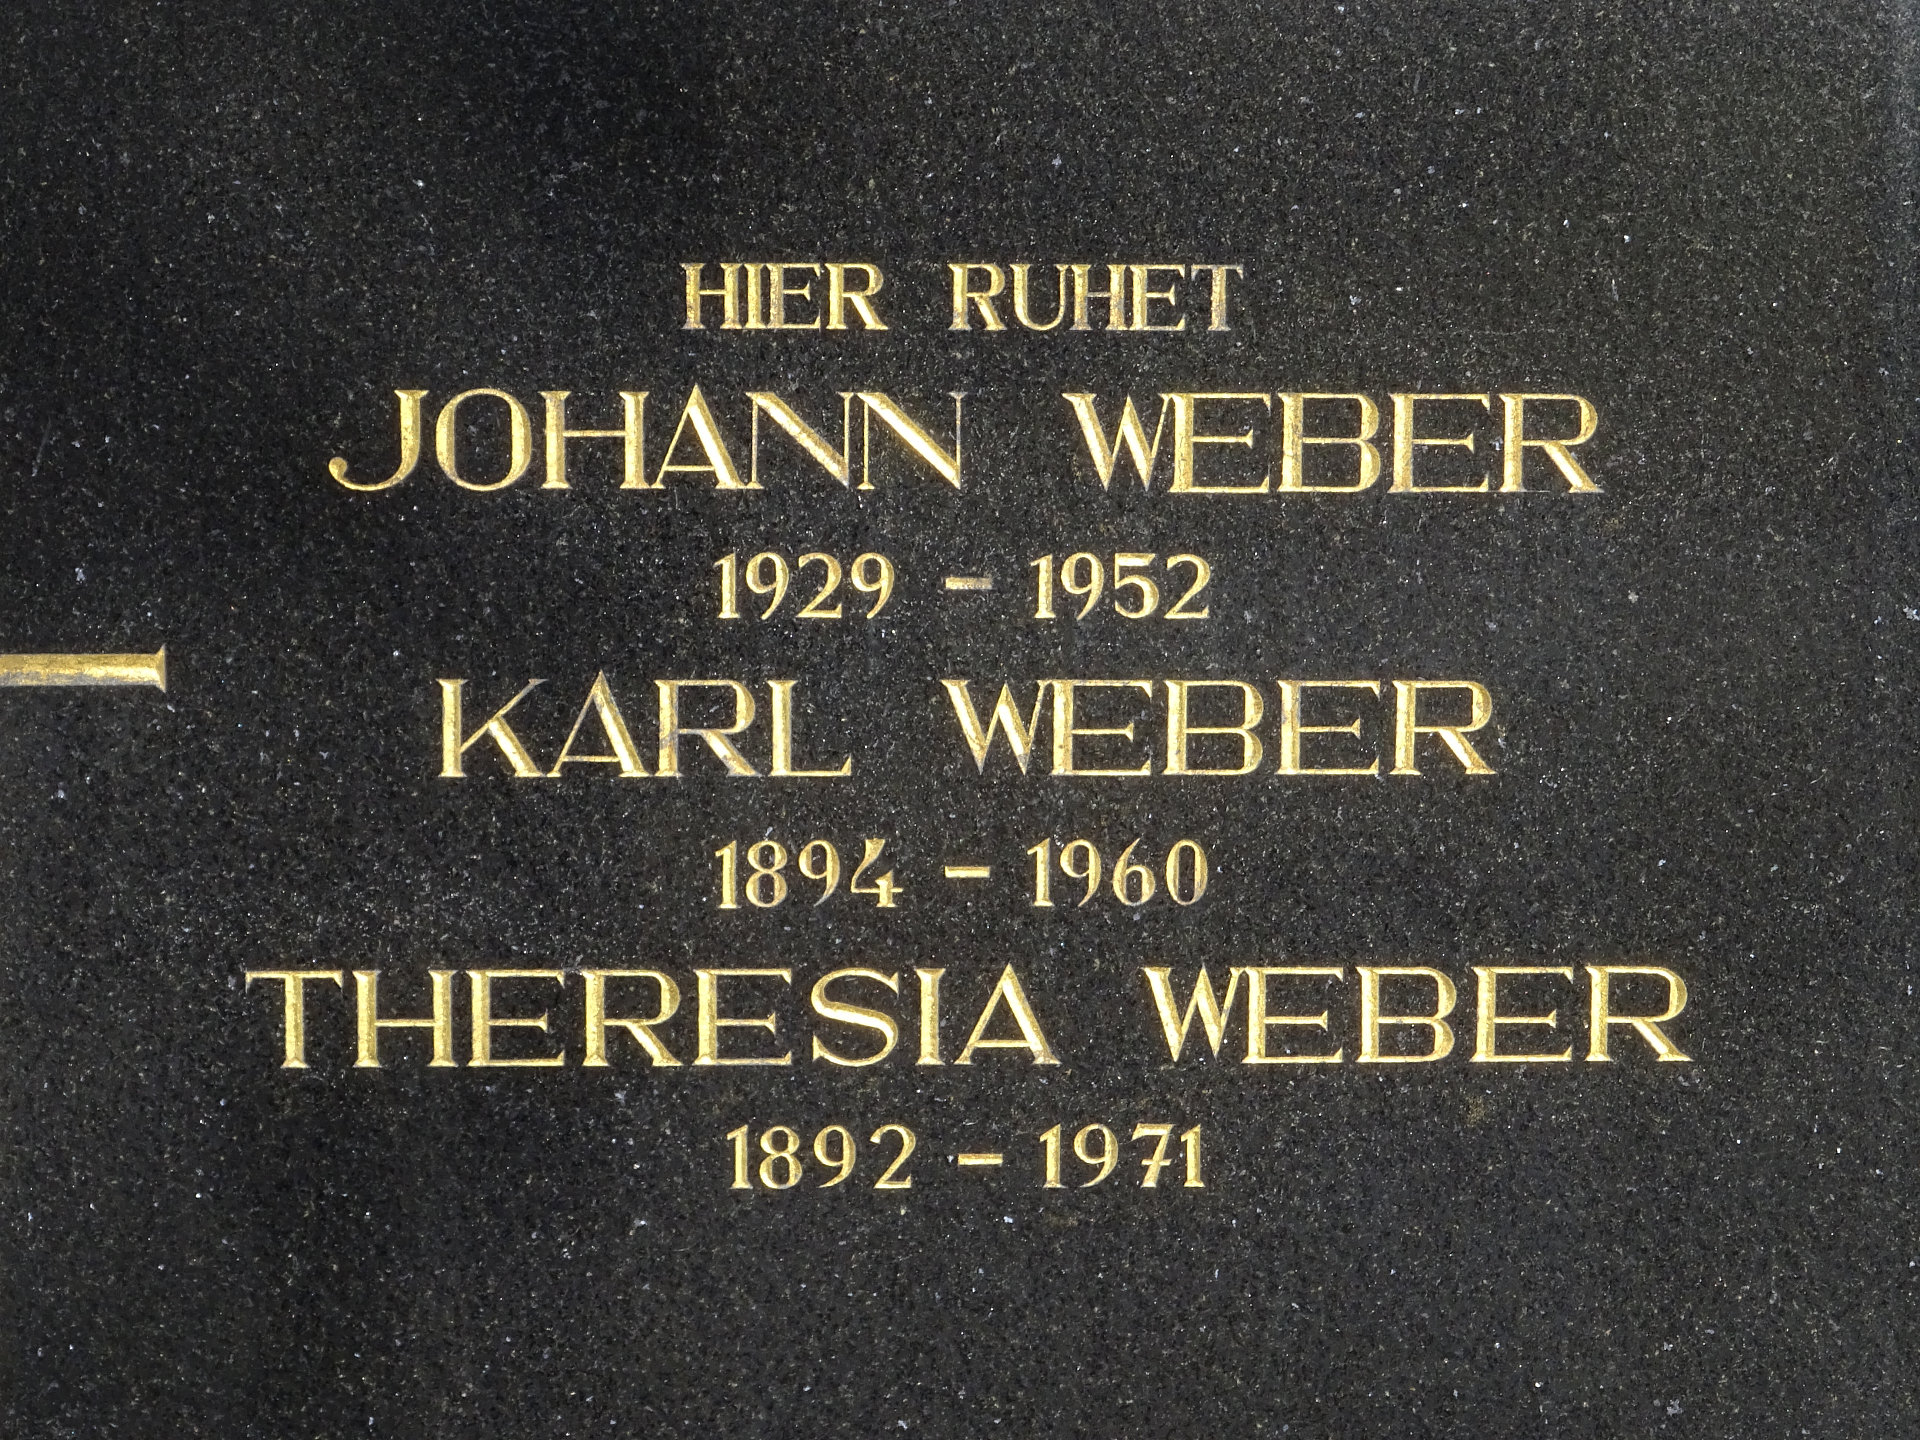 HIER RUHET
JOHANN WEBER
1929 - 1952
KARL WEBER
1894 - 1960
THERESIA WEBER
1892 - 1971